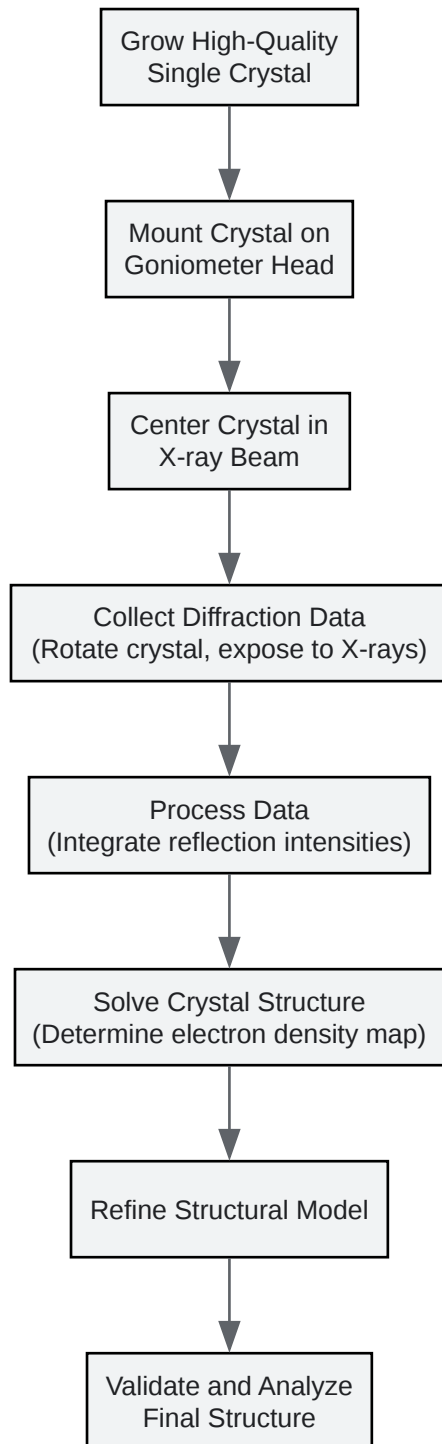 Grow High-Quality
Single Crystal
Mount Crystal on
Goniometer Head
Center Crystal in
X-ray Beam
Collect Diffraction Data
(Rotate crystal, expose to X-rays)
Process Data
(Integrate reflection intensities)
Solve Crystal Structure
(Determine electron density map)
Refine Structural Model
Validate and Analyze
Final Structure